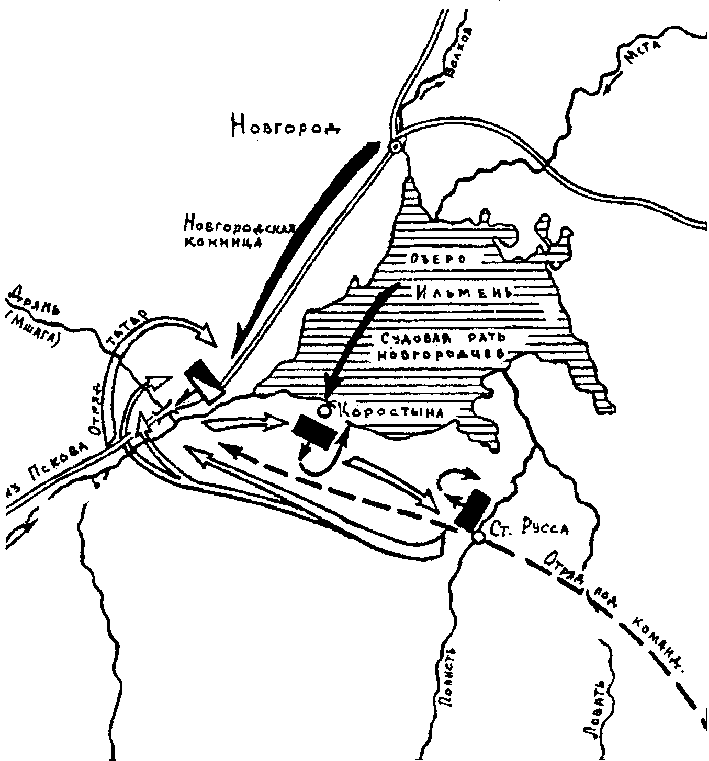 Волхов
Мста
Новгород
Новгородская
конница
Озеро
Ильмень
Дрянь
(Мшага)
Отряд татар
Судовая рать
новгородцев
Коростына
из Пскова
Ст. Русса
Отряд под команд.
Полисть
Ловать